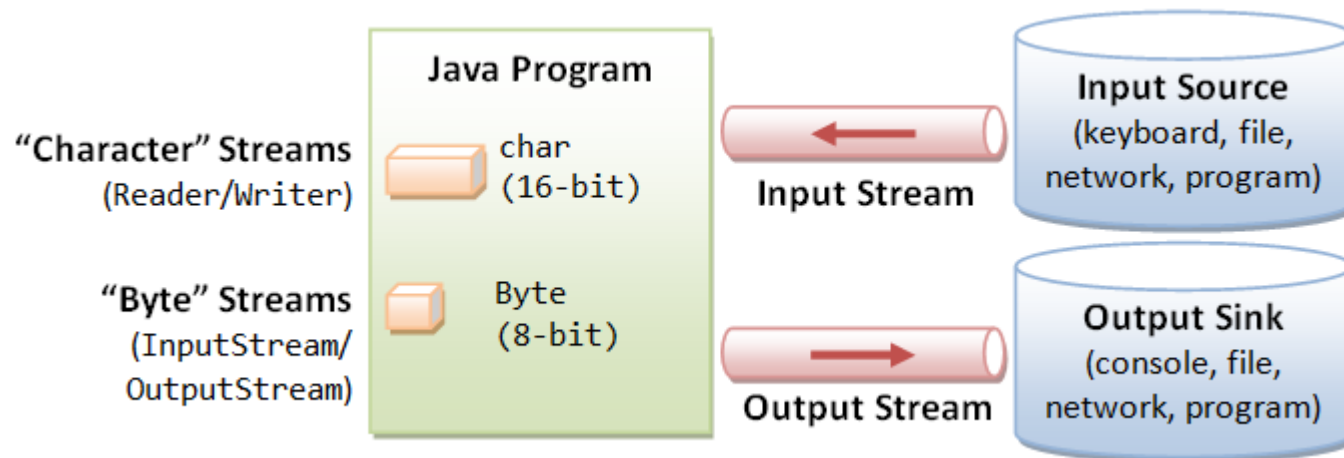 Java Program
“Character” Streams
(Reader/Writer)
char
(16-bit)
“Byte” Streams
(InputStream/
OutputStream)
Byte
(8-bit)
Input Stream
Output Stream
Input Source
(keyboard, file,
network, program)
Output Sink
(console, file,
network, program)